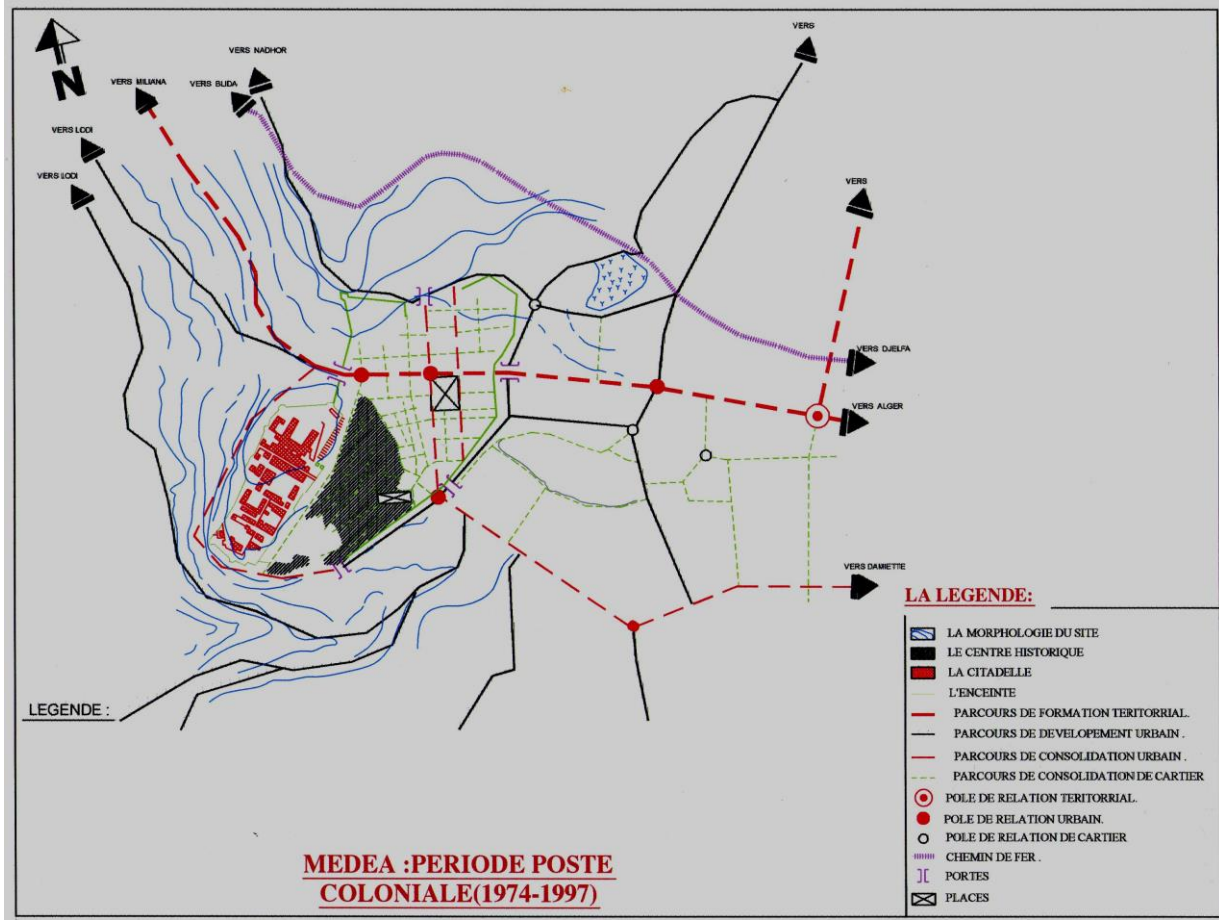 VERS
VERS NADHOR
VERS MILIANA
VERS BLIDA
N
VERS LODI
VERS LODI
VERS
VERS DJELFA
VERS ALGER
VERS DAMIETTE
LA LEGENDE:
LA MORPHOLOGIE DU SITE
LE CENTRE HISTORIQUE
LA CITADELLE
L'ENCEINTE
PARCOURS DE FORMATION TERITORRIAL.
PARCOURS DE DEVELOPEMENT URBAIN .
PARCOURS DE CONSOLIDATION URBAIN .
PARCOURS DE CONSOLIDATION DE CARTIER
POLE DE RELATION TERITORRIAL.
POLE DE RELATION URBAIN.
POLE DE RELATION DE CARTIER
CHEMIN DE FER .
PORTES
PLACES
LEGENDE :
MEDEA :PERIODE POSTE
COLONIALE(1974-1997)